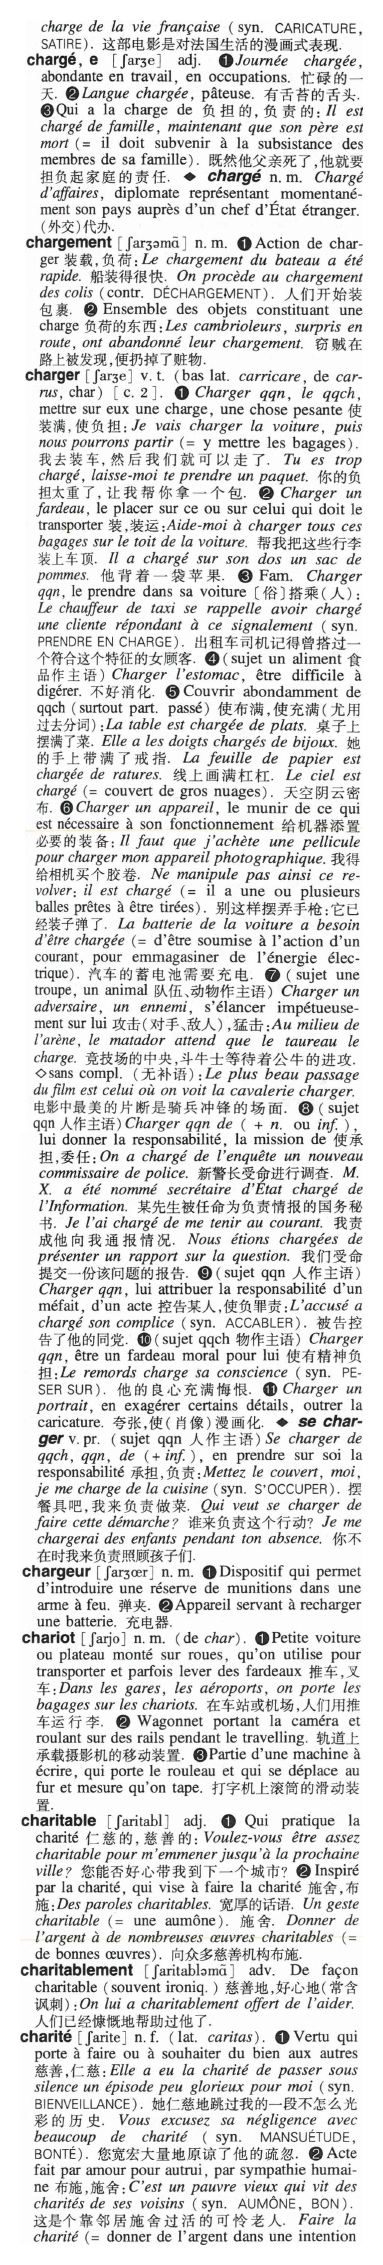 charge de la vie française (syn. CARICATURE,
SATIRE). 这部电影是对法国生活的漫画式表现.
chargé, e [ʃarʒe] adj. ❶Journée chargée,
abondante en travail, en occupations. 忙碌的一
天. ❷Langue chargée, pâteuse. 有舌苔的舌头.
❸Qui a la charge de 负担的,负责的: Il est
chargé de famille, maintenant que son père est
mort (= il doit subvenir à la subsistance des
membres de sa famille). 既然他父亲死了,他就要
担负起家庭的责任. ◆ chargé n. m. Chargé
d'affaires, diplomate représentant momentané-
ment son pays auprès d'un chef d'État étranger.
(外交)代办.
chargement [ʃarʒəmɑ̃] n. m. ❶Action de char-
ger 装载,负荷: Le chargement du bateau a été
rapide. 船装得很快. On procède au chargement
des colis (contr. DÉCHARGEMENT). 人们开始装
包裹. ❷ Ensemble des objets constituant une
charge 负荷的东西:Les cambrioleurs, surpris en
route, ont abandonné leur chargement. 窃贼在
路上被发现,便扔掉了赃物.
charger [ʃarʒe] v. t. (bas lat. carricare, de car-
rus, char) [c. 2]. ❶ Charger qqn, le qqch,
mettre sur eux une charge, une chose pesante 使
装满,使负担: Je vais charger la voiture, puis
nous pourrons partir (= y mettre les bagages).
我去装车,然后我们就可以走了. Tu es trop
chargé, laisse-moi te prendre un paquet. 你的负
担太重了,让我帮你拿一个包. ❷ Charger un
fardeau, le placer sur ce ou sur celui qui doit le
transporter 装,装运:Aide-moi à charger tous ces
bagages sur le toit de la voiture. 帮我把这些行李
装上车顶. Il a chargé sur son dos un sac de
pommes. 他背着一袋苹果. ❸ Fam. Charger
qqn, le prendre dans sa voiture [俗]搭乘(人):
Le chauffeur de taxi se rappelle avoir chargé
une cliente répondant à ce signalement (syn.
PRENDRE EN CHARGE). 出租车司机记得曾搭过一
个符合这个特征的女顾客. ❹(sujet un aliment 食
品作主语) Charger l'estomac, être difficile à
digérer. 不好消化. ❺ Couvrir abondamment de
qqch (surtout part. passé) 使布满,使充满(尤用
过去分词):La table est chargée de plats. 桌子上
摆满了菜. Elle a les doigts chargés de bijoux. 她
的手上带满了戒指. La feuille de papier est
chargée de ratures. 线上画满杠杠. Le ciel est
chargé (= couvert de gros nuages). 天空阴云密
布. ❻Charger un appareil, le munir de ce qui
est nécessaire à son fonctionnement 给机器添置
必要的装备: Il faut que j'achète une pellicule
pour charger mon appareil photographique. 我得
给相机买个胶卷. Ne manipule pas ainsi ce re-
volver; il est chargé (= il a une ou plusieurs
balles prêtes à être tirées). 别这样摆弄手枪:它已
经装子弹了. La batterie de la voiture a besoin
d'être chargée (= d'être soumise à l'action d'un
courant, pour emmagasiner de l'énergie élec-
trique). 汽车的蓄电池需要充电. ❼(sujet une
troupe, un animal 队伍、动物作主语) Charger un
adversaire, un ennemi, s'élancer impétueuse-
ment sur lui 攻击(对手、敌人),猛击:Au milieu de
l'arène, le matador attend que le taureau le
charge. 竞技场的中央,斗牛士等待着公牛的进攻.
◇sans compl. (无补语):Le plus beau passage
du film est celui où on voit la cavalerie charger.
电影中最美的片断是骑兵冲锋的场面. ❽ (sujet
qqn 人作主语) Charger qqn de ( + n. ou inf.),
lui donner la responsabilité, la mission de 使承
担,委任:On a chargé de l'enquête un nouveau
commissaire de police. 新警长受命进行调查. M.
X. a été nommé secrétaire d'État chargé de
l'Information. 某先生被任命为负责情报的国务秘
书. Je l'ai chargé de me tenir au courant. 我责
成他向我通报情况. Nous étions chargées de
présenter un rapport sur la question. 我们受命
提交一份该问题的报告. ❾(sujet qqn 人作主语)
Charger qqn, lui attribuer la responsabilité d'un
méfait, d'un acte 控告某人,使负罪责:L'accusé a
chargé son complice (syn. ACCABLER). 被告控
告了他的同党. ❿(sujet qqch 物作主语) Charger
qqn, être un fardeau moral pour lui 使有精神负
担:Le remords charge sa conscience (syn. PE-
SER SUR). 他的良心充满悔恨. ⓫ Charger un
portrait, en exagérer certains détails, outrer la
caricature. 夸张,使(肖像)漫画化. ◆ se char-
ger v. pr. (sujet qqn 人作主语) Se charger de
qqch, qqn, de (+ inf.), en prendre sur soi la
responsabilité 承担,负责:Mettez le couvert, moi,
je me charge de la cuisine (syn. S'OCCUPER). 摆
餐具吧,我来负责做菜. Qui veut se charger de
faire cette démarche? 谁来负责这个行动? Je me
chargerai des enfants pendant ton absence. 你不
在时我来负责照顾孩子们.
chargeur [ʃarʒœr] n. m. ❶Dispositif qui permet
d'introduire une réserve de munitions dans une
arme à feu. 弹夹. ❷Appareil servant à recharger
une batterie. 充电器.
chariot [ʃarjo] n. m. (de char). ❶Petite voiture
ou plateau monté sur roues, qu'on utilise pour
transporter et parfois lever des fardeaux 推车,叉
车:Dans les gares, les aéroports, on porte les
bagages sur les chariots. 在车站或机场,人们用推
车运行李. ❷ Wagonnet portant la caméra et
roulant sur des rails pendant le travelling. 轨道上
承载摄影机的移动装置. ❸Partie d'une machine à
écrire, qui porte le rouleau et qui se déplace au
fur et mesure qu'on tape. 打字机上滚筒的滑动装
置.
charitable [ʃaritabl] adj. ❶ Qui pratique la
charité 仁慈的,慈善的: Voulez-vous être assez
charitable pour m'emmener jusqu'à la prochaine
ville? 您能否好心带我到下一个城市? ❷Inspiré
par la charité, qui vise à faire la charité 施舍,布
施:Des paroles charitables. 宽厚的话语. Un geste
charitable (= une aumône). 施舍. Donner de
l'argent à de nombreuses œuvres charitables (=
de bonnes œuvres). 向众多慈善机构布施.
charitablement [ʃaritabləmɑ̃] adv. De façon
charitable (souvent ironiq.) 慈善地,好心地(常含
讽刺):On lui a charitablement offert de l'aider.
人们已经慷慨地帮助过他了.
charité [ʃarite] n. f. (lat. caritas). ❶Vertu qui
porte à faire ou à souhaiter du bien aux autres
慈善,仁慈: Elle a eu la charité de passer sous
silence un épisode peu glorieux pour moi (syn.
BIENVEILLANCE). 她仁慈地跳过我的一段不怎么光
彩的历史. Vous excusez sa négligence avec
beaucoup de charité (syn. MANSUÉTUDE,
BONTÉ). 您宽宏大量地原谅了他的疏忽. ❷Acte
fait par amour pour autrui, par sympathie humai-
ne 布施,施舍: C'est un pauvre vieux qui vit des
charités de ses voisins (syn. AUMÔNE, BON).
这是个靠邻居施舍过活的可怜老人. Faire la
charité (= donner de l'argent dans une intention